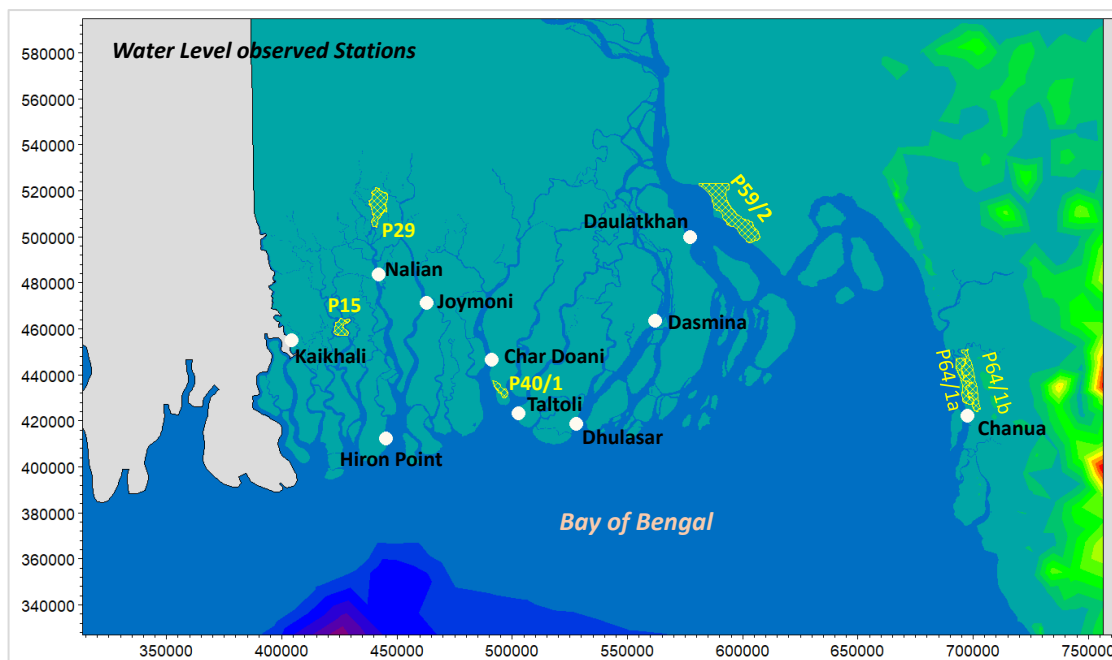 Water Level observed Stations
580000
560000
540000
520000
500000
480000
460000
440000
420000
400000
380000
360000
340000
P59/2
Daulatkhan
P29
Nalian
Joymoni
P15
Dasmina
Kaikhali
Char Doani
P40/1
Taltoli
P64/1a
P64/1b
Chanua
Dhulasar
Hiron Point
Bay of Bengal
350000 400000 450000 500000 550000 600000 650000 700000 750000